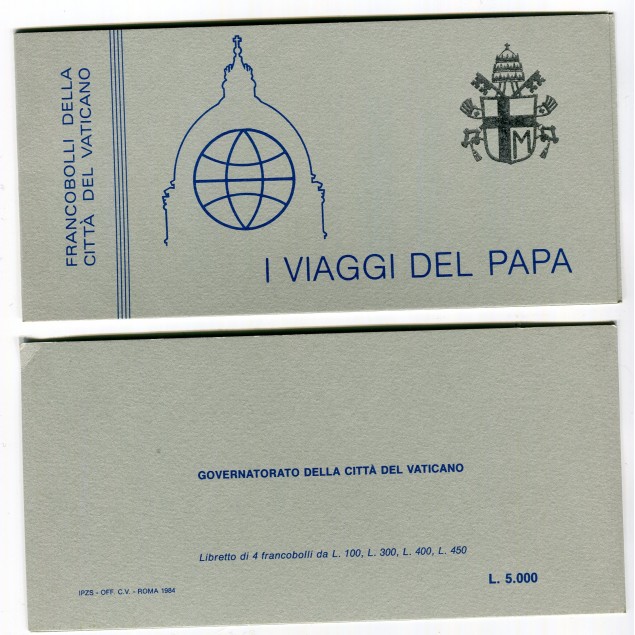 FRANCOBOLLI DELLA
CITTÀ DEL VATICANO
M
I VIAGGI DEL PAPA
GOVERNATORATO DELLA CITTÀ DEL VATICANO
Libretto di 4 francobolli da L. 100, L. 300, L. 400, L. 450
IPZS - OFF. C.V. - ROMA 1984
L. 5.000